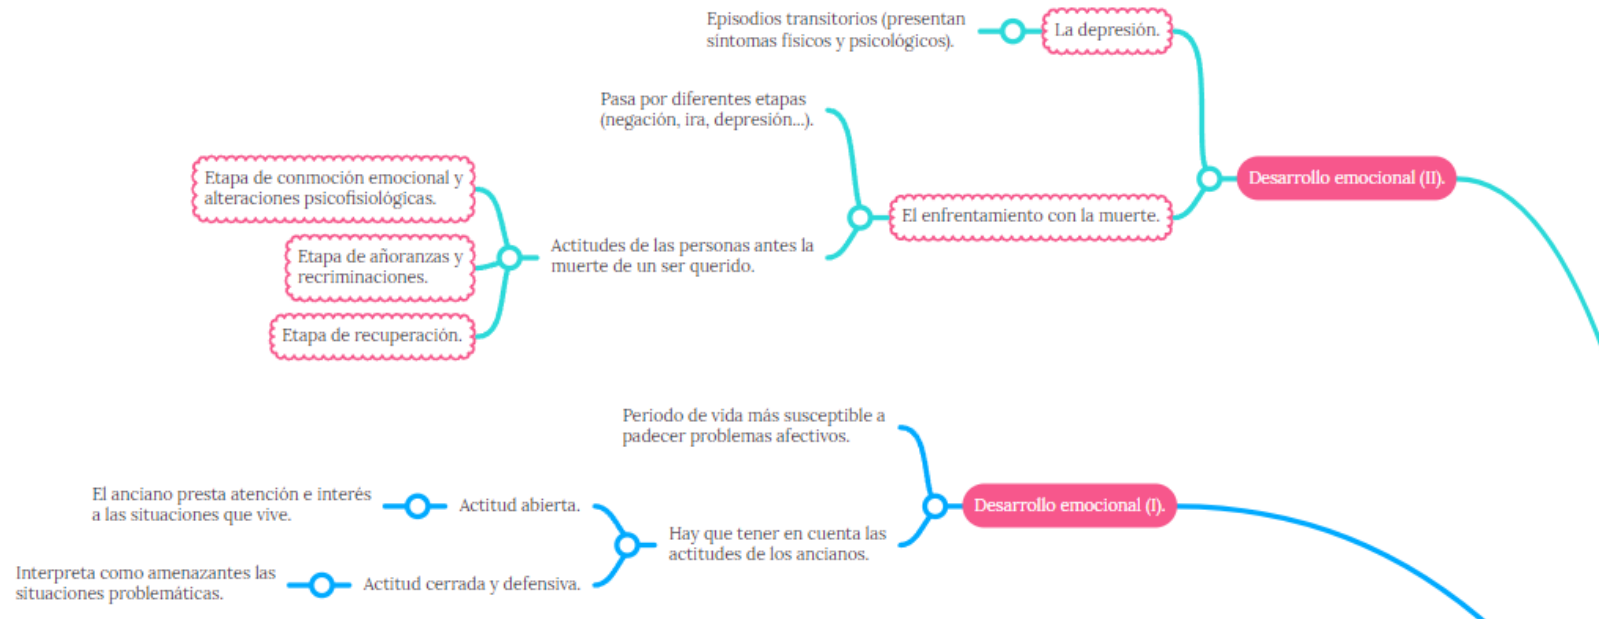 Episodios transitorios (presentan
síntomas físicos y psicológicos).
La depresión.
Pasa por diferentes etapas
(negación, ira, depresión...).
Etapa de conmoción emocional y
alteraciones psicofisiológicas.
Desarrollo emocional (II).
El enfrentamiento con la muerte.
Actitudes de las personas antes la
muerte de un ser querido.
Etapa de añoranzas y
recriminaciones.
Etapa de recuperación.
Periodo de vida más susceptible a
padecer problemas afectivos.
El anciano presta atención e interés
a las situaciones que vive.
Actitud abierta.
Desarrollo emocional (I).
Hay que tener en cuenta las
actitudes de los ancianos.
Interpreta como amenazantes las
situaciones problemáticas.
Actitud cerrada y defensiva.